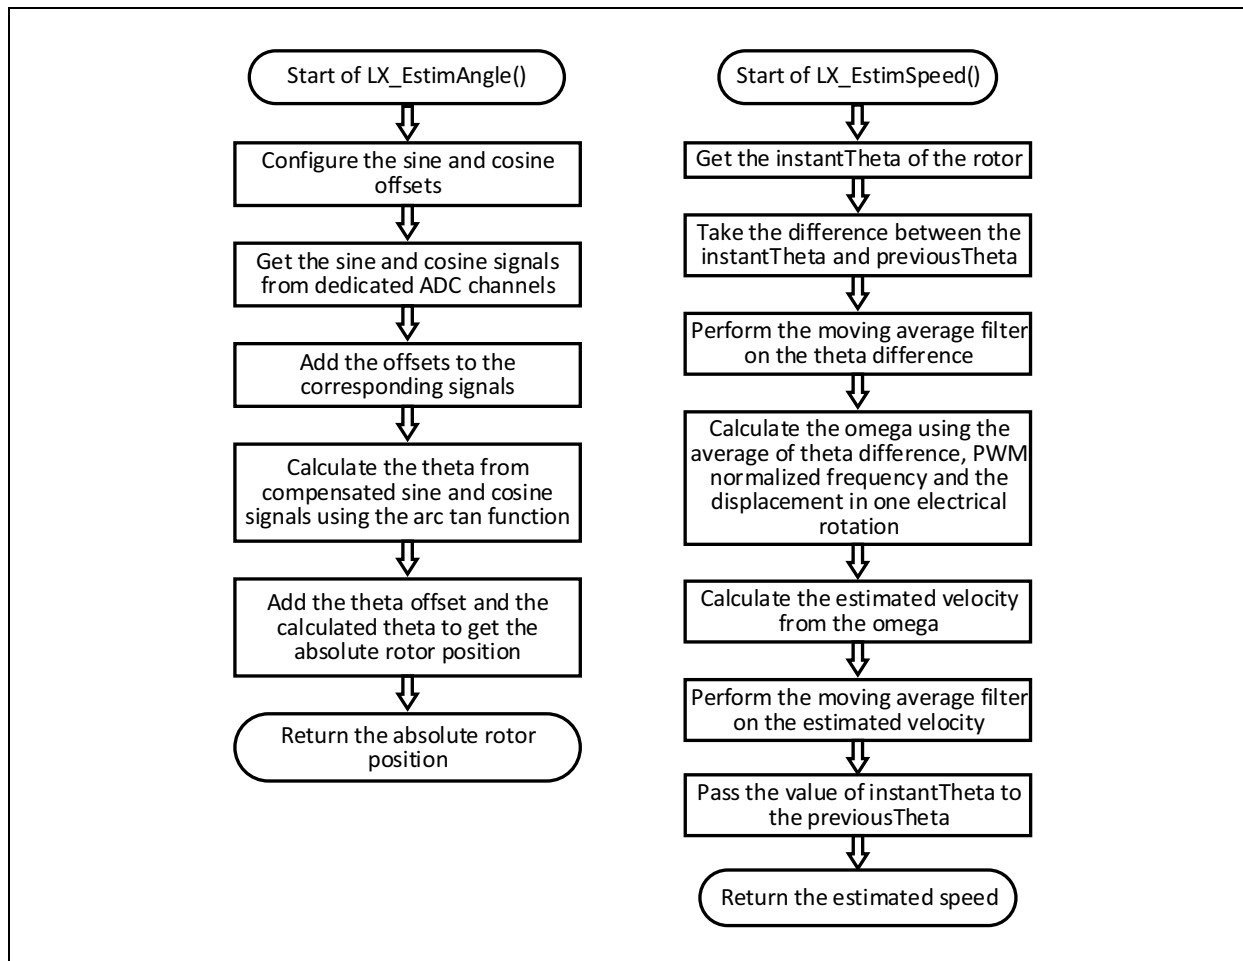 Start of LX_EstimAngle()
Configure the sine and cosine
offsets
Get the sine and cosine signals
from dedicated ADC channels
Add the offsets to the
corresponding signals
Calculate the theta from
compensated sine and cosine
signals using the arc tan function
Add the theta offset and the
calculated theta to get the
absolute rotor position
Return the absolute rotor
position
Start of LX_EstimSpeed()
Get the instantTheta of the rotor
Take the difference between the
instantTheta and previousTheta
Perform the moving average filter
on the theta difference
Calculate the omega using the
average of theta difference, PWM
normalized frequency and the
displacement in one electrical
rotation
Calculate the estimated velocity
from the omega
Perform the moving average filter
on the estimated velocity
Pass the value of instantTheta to
the previousTheta
Return the estimated speed